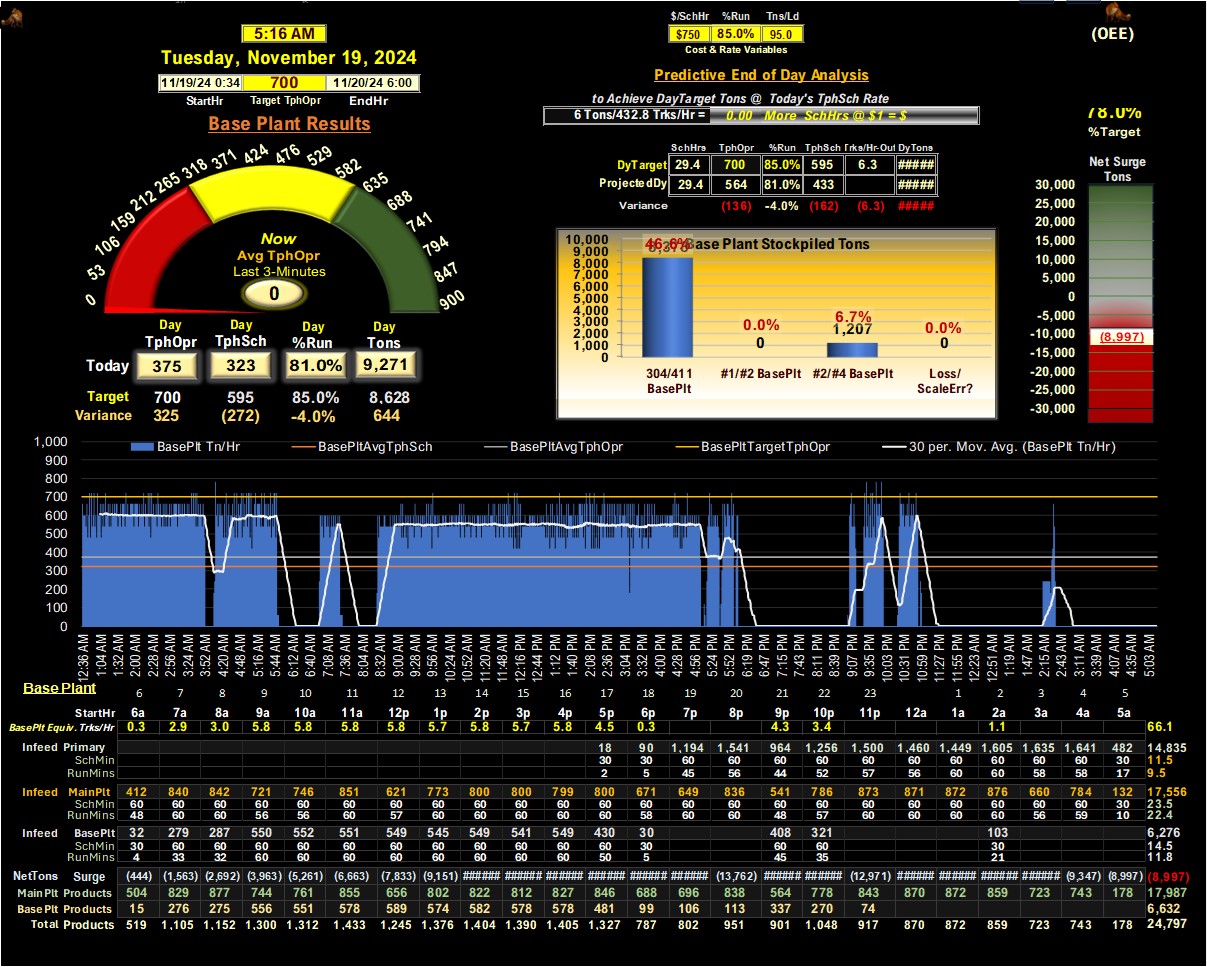 $/SchHr %Run Tns/Ld
$750 85.0% 95.0
Cost & Rate Variables
(OEE)
5:16 AM
Tuesday, November 19, 2024
11/19/24 0:34 700 11/20/24 6:00
StartHr Target TphOpr EndHr
Base Plant Results
Predictive End of Day Analysis
to Achieve DayTarget Tons @ Today's TphSch Rate
6 Tons/432.8 Trks/Hr = 0.00 More SchHrs @ $1 = $
78.0%
%Target
SchHrs TphOpr %Run TphSch Trks/Hr-Out DyTons
DyTarget 29.4 700 85.0% 595 6.3 #####
ProjectedDy 29.4 564 81.0% 433 #####
Variance (136) -4.0% (162) (6.3) #####
0 53 106 159 212 265 318 371 424 476 529 582 635 688 741 794 847 900
Now
Avg TphOpr
Last 3-Minutes
0
Day Day Day Day
TphOpr TphSch %Run Tons
Today 375 323 81.0% 9,271
Target 700 595 85.0% 8,628
Variance 325 (272) -4.0% 644
Base Plant Stockpiled Tons
10,000
9,000
8,000
7,000
6,000
5,000
4,000
3,000
2,000
1,000
0
46.6% 0.0% 6.7% 0.0%
8,378 0 1,207 0
304/411 BasePlt
#1/#2 BasePlt
#2/#4 BasePlt
Loss/ ScaleErr?
Net Surge
Tons
30,000
25,000
20,000
15,000
10,000
5,000
0
-5,000
-10,000
(8,997)
-15,000
-20,000
-25,000
-30,000
BasePlt Tn/Hr BasePltAvgTphSch BasePltAvgTphOpr BasePltTargetTphOpr 30 per. Mov. Avg. (BasePlt Tn/Hr)
1,000
900
800
700
600
500
400
300
200
100
0
12:36 AM 1:04 AM 1:32 AM 2:00 AM 2:28 AM 2:56 AM 3:24 AM 3:52 AM 4:20 AM 4:48 AM 5:16 AM 5:44 AM 6:12 AM 6:40 AM 7:08 AM 7:36 AM 8:04 AM 8:32 AM 9:00 AM 9:28 AM 9:56 AM 10:24 AM 10:52 AM 11:20 AM 11:48 AM 12:16 PM 12:44 PM 1:12 PM 1:40 PM 2:08 PM 2:36 PM 3:04 PM 3:32 PM 4:00 PM 4:28 PM 4:56 PM 5:24 PM 5:52 PM 6:19 PM 6:47 PM 7:15 PM 7:43 PM 8:11 PM 8:39 PM 9:07 PM 9:35 PM 10:03 PM 10:31 PM 10:59 PM 11:27 PM 11:55 PM 12:23 AM 12:51 AM 1:19 AM 1:47 AM 2:15 AM 2:43 AM 3:11 AM 3:39 AM 4:07 AM 4:35 AM 5:03 AM
Base Plant 6 7 8 9 10 11 12 13 14 15 16 17 18 19 20 21 22 23 1 2 3 4 5
StartHr 6a 7a 8a 9a 10a 11a 12p 1p 2p 3p 4p 5p 6p 7p 8p 9p 10p 11p 12a 1a 2a 3a 4a 5a
BasePlt Equiv. Trks/Hr 0.3 2.9 3.0 5.8 5.8 5.8 5.8 5.7 5.8 5.7 5.8 4.5 0.3 4.3 3.4 1.1 66.1
Infeed Primary 18 90 1,194 1,541 964 1,256 1,500 1,460 1,449 1,605 1,635 1,641 482 14,835
SchMin 30 30 60 60 60 60 60 60 60 60 60 60 30 11.5
RunMins 2 5 45 56 44 52 57 56 60 60 58 58 17 9.5
Infeed MainPlt 412 840 842 721 746 851 621 773 800 800 799 800 671 649 836 541 786 873 871 872 876 660 784 132 17,556
SchMin 60 60 60 60 60 60 60 60 60 60 60 60 60 60 60 60 60 60 60 60 60 60 60 30 23.5
RunMins 48 60 60 56 56 60 57 60 60 60 60 60 58 60 60 48 57 60 60 60 60 56 59 10 22.4
Infeed BasePlt 32 279 287 550 552 551 549 545 549 541 549 430 30 408 321 103 6,276
SchMin 30 60 60 60 60 60 60 60 60 60 60 60 30 60 60 30 14.5
RunMins 4 33 32 60 60 60 60 60 60 60 60 50 5 45 35 21 11.8
NetTons Surge (444) (1,563) (2,692) (3,963) (5,261) (6,663) (7,833) (9,151) ###### ###### ###### ###### ###### ###### (13,762) ###### ###### (12,971) ###### ###### ###### ###### (9,347) (8,997) (8,997)
MainPlt Products 504 829 877 744 761 855 656 802 822 812 827 846 688 696 838 564 778 843 870 872 859 723 743 178 17,987
BasePlt Products 15 276 275 556 551 578 589 574 582 578 578 481 99 106 113 337 270 74 6,632
Total Products 519 1,105 1,152 1,300 1,312 1,433 1,245 1,376 1,404 1,390 1,405 1,327 787 802 951 901 1,048 917 870 872 859 723 743 178 24,797